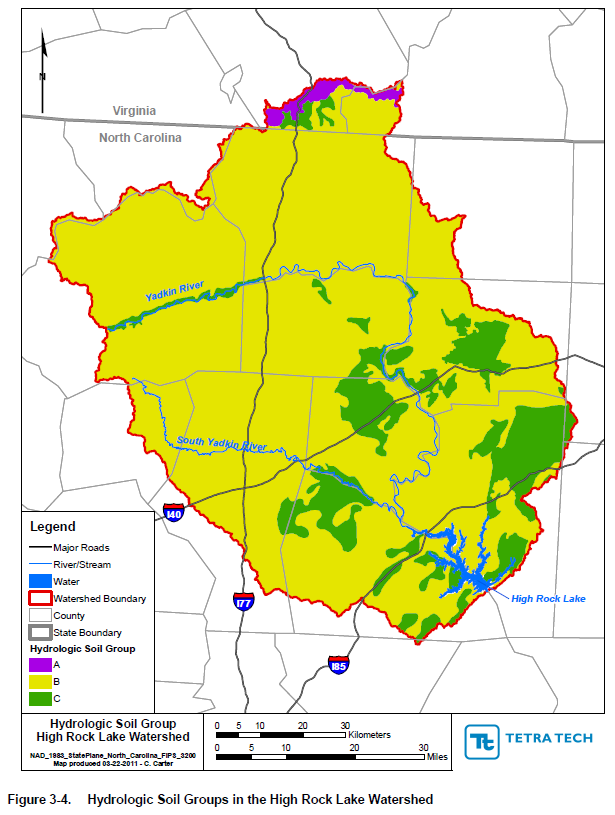 N
Virginia
North Carolina
Yadkin River
South Yadkin River
I40
I77
I85
High Rock Lake
Legend
Major Roads
River/Stream
Water
Watershed Boundary
County
State Boundary
Hydrologic Soil Group
A
B
C
Hydrologic Soil Group
High Rock Lake Watershed
NAD_1983_StatePlane_North_Carolina_FIPS_3200
Map produced 03-22-2011 - C. Carter
0 5 10 20 30
Kilometers
0 5 10 20 30
Miles
Tt
TETRA TECH
Figure 3-4. Hydrologic Soil Groups in the High Rock Lake Watershed